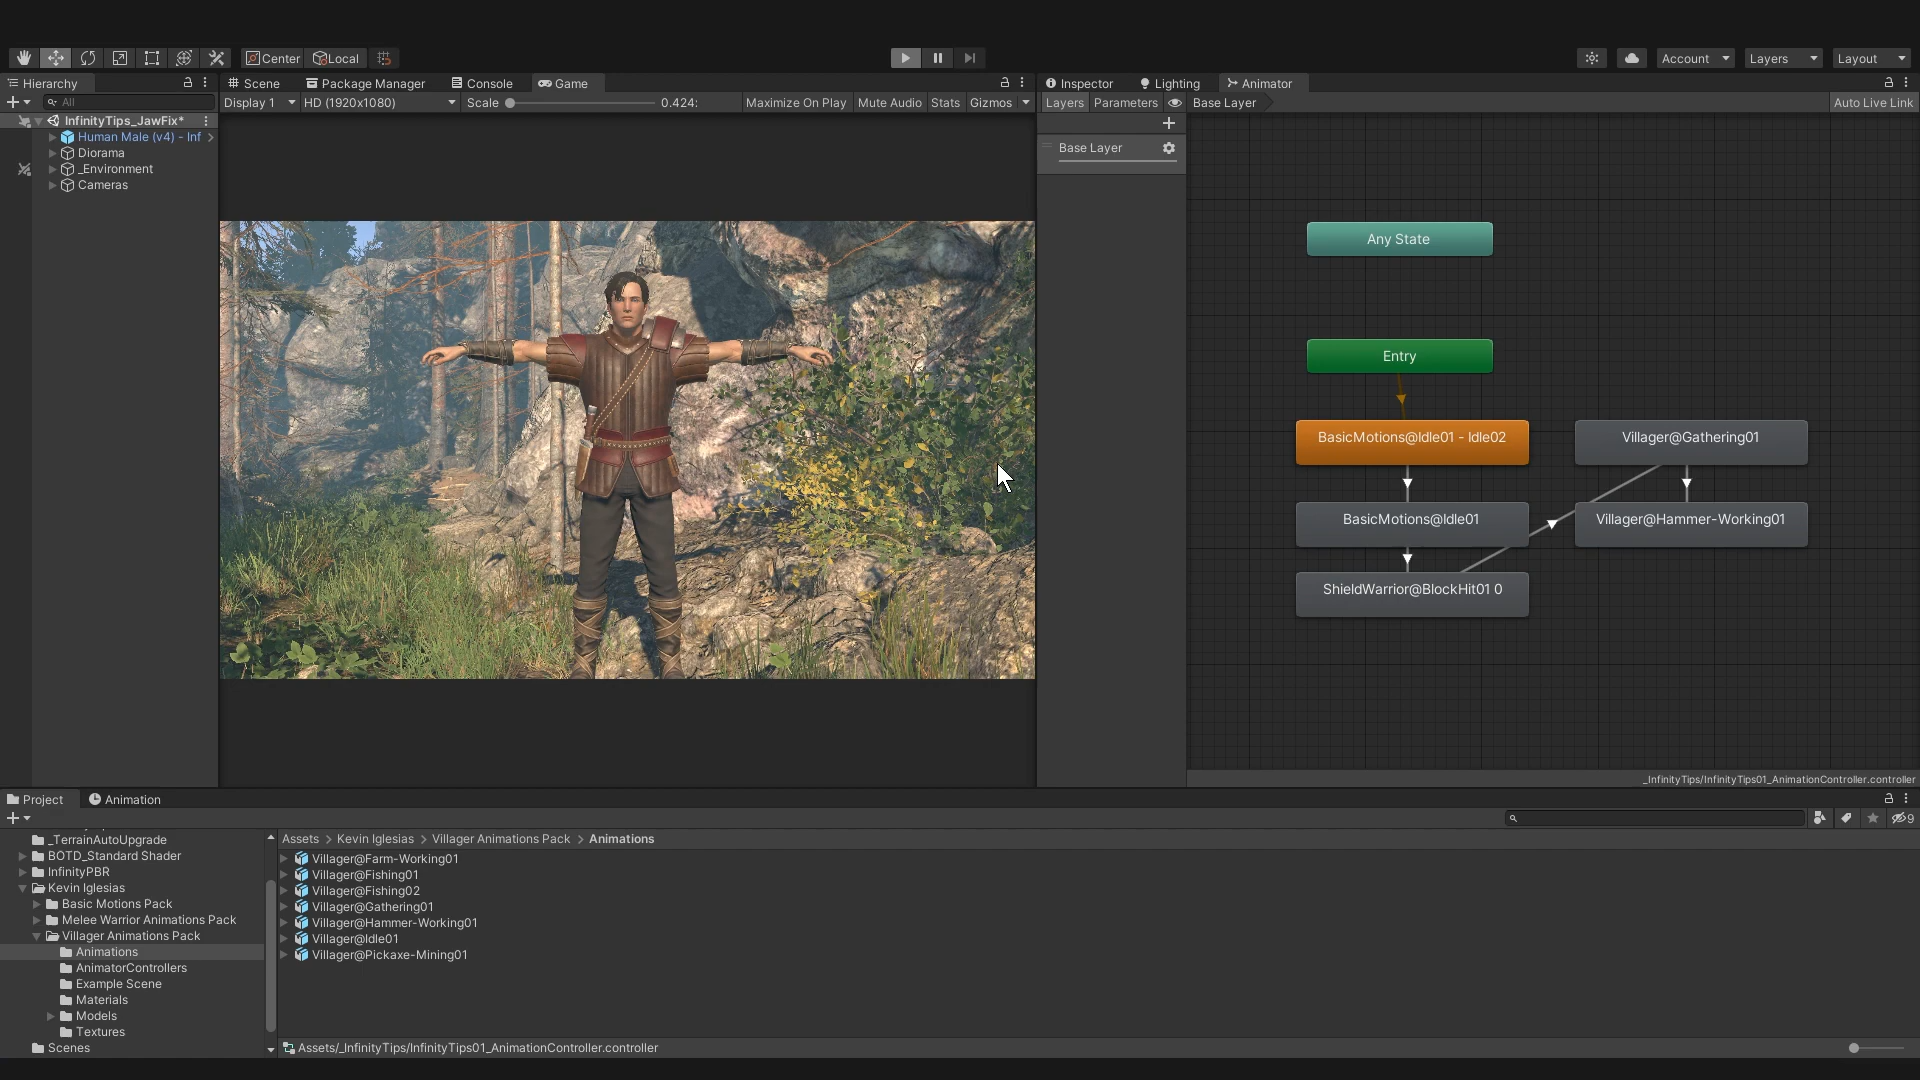 Center Local
Account Layers Layout
Hierarchy
All
InfinityTips_JawFix*
Human Male (v4) - Inf
Diorama
_Environment
Cameras
Scene Package Manager Console Game
Display 1 HD (1920x1080) Scale 0.424: Maximize On Play Mute Audio Stats Gizmos
Inspector Lighting Animator
Layers Parameters Base Layer Auto Live Link
Base Layer
Any State
Entry
BasicMotions@Idle01 - Idle02 Villager@Gathering01
BasicMotions@Idle01 Villager@Hammer-Working01
ShieldWarrior@BlockHit01 0
_InfinityTips/InfinityTips01_AnimationController.controller
Project Animation
9
_TerrainAutoUpgrade
BOTD_Standard Shader
InfinityPBR
Kevin Iglesias
Basic Motions Pack
Melee Warrior Animations Pack
Villager Animations Pack
Animations
AnimatorControllers
Example Scene
Materials
Models
Textures
Scenes
Assets > Kevin Iglesias > Villager Animations Pack > Animations
Villager@Farm-Working01
Villager@Fishing01
Villager@Fishing02
Villager@Gathering01
Villager@Hammer-Working01
Villager@Idle01
Villager@Pickaxe-Mining01
Assets/_InfinityTips/InfinityTips01_AnimationController.controller